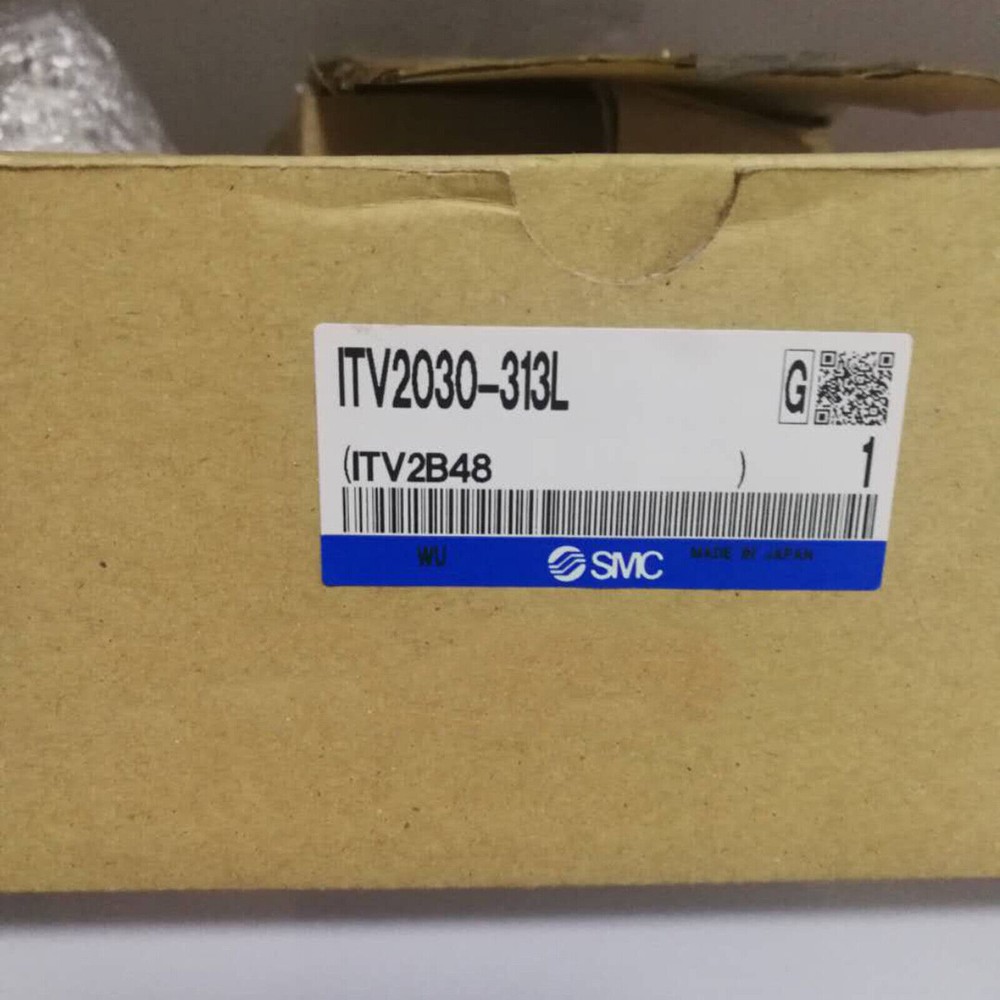 ITV2030-313L
G
(ITV2B48 ) 1
WU SMC MADE IN JAPAN